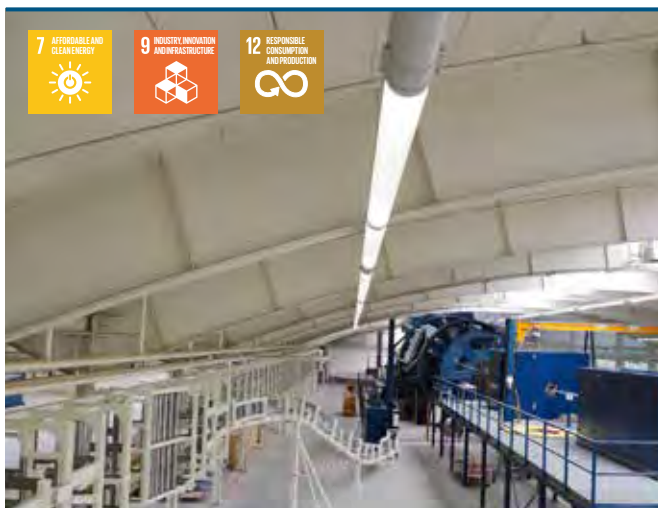 7 AFFORDABLE AND
CLEAN ENERGY
9 INDUSTRY, INNOVATION
AND INFRASTRUCTURE
12 RESPONSIBLE
CONSUMPTION
AND PRODUCTION